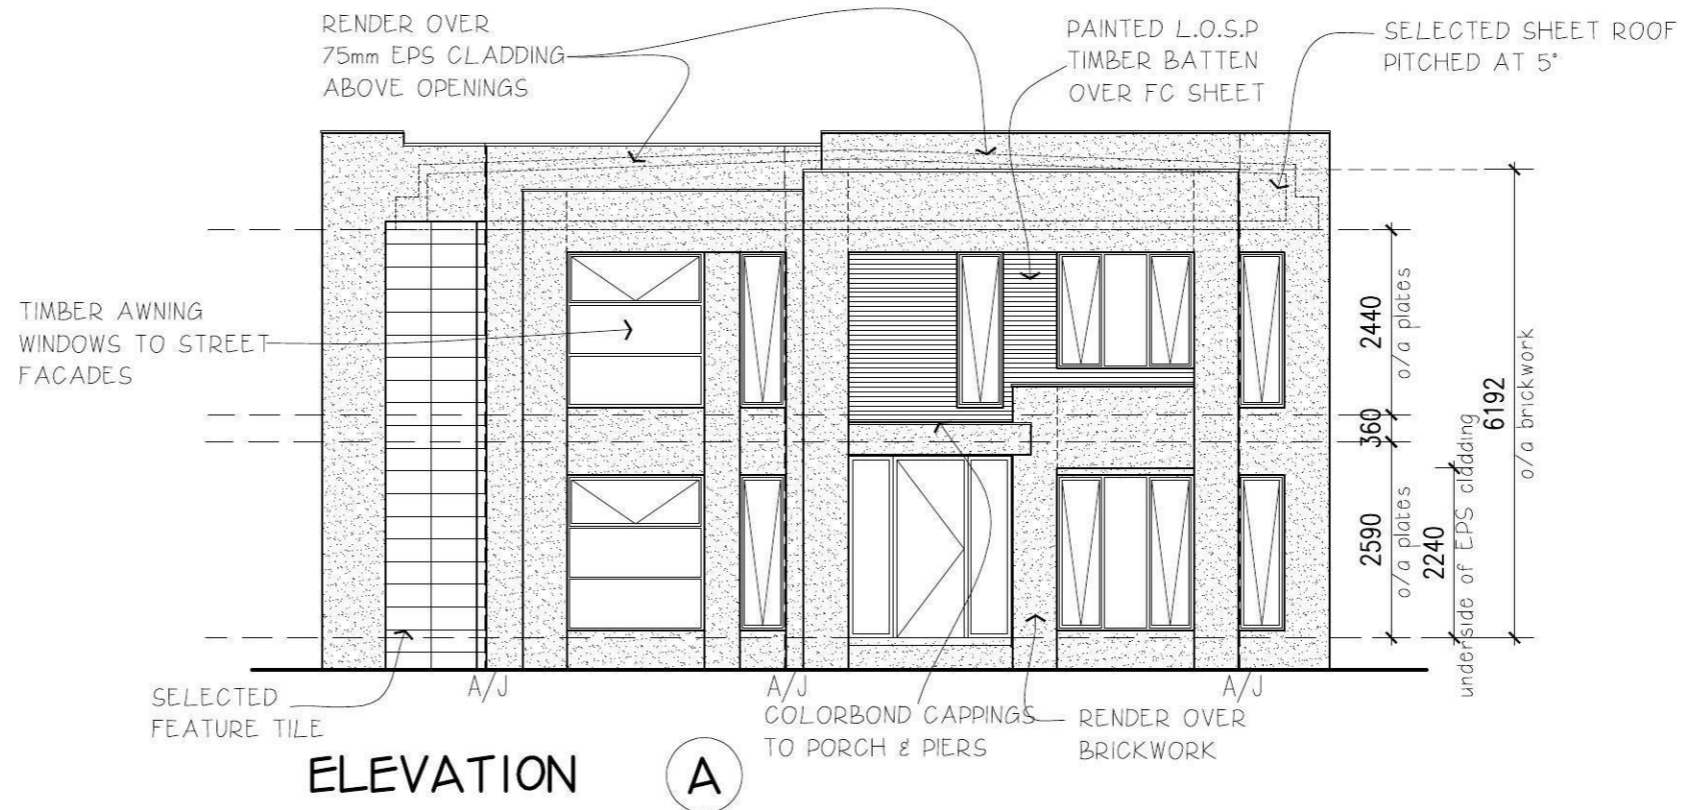 RENDER OVER
75mm EPS CLADDING
ABOVE OPENINGS
PAINTED L.O.S.P
TIMBER BATTEN
OVER FC SHEET
SELECTED SHEET ROOF
PITCHED AT 5°
TIMBER AWNING
WINDOWS TO STREET
FACADES
2440
o/a plates
360
2590
o/a plates
2240
underside of EPS cladding
6192
o/a brickwork
A/J
A/J
A/J
SELECTED
FEATURE TILE
COLORBOND CAPPINGS
TO PORCH & PIERS
RENDER OVER
BRICKWORK
ELEVATION A